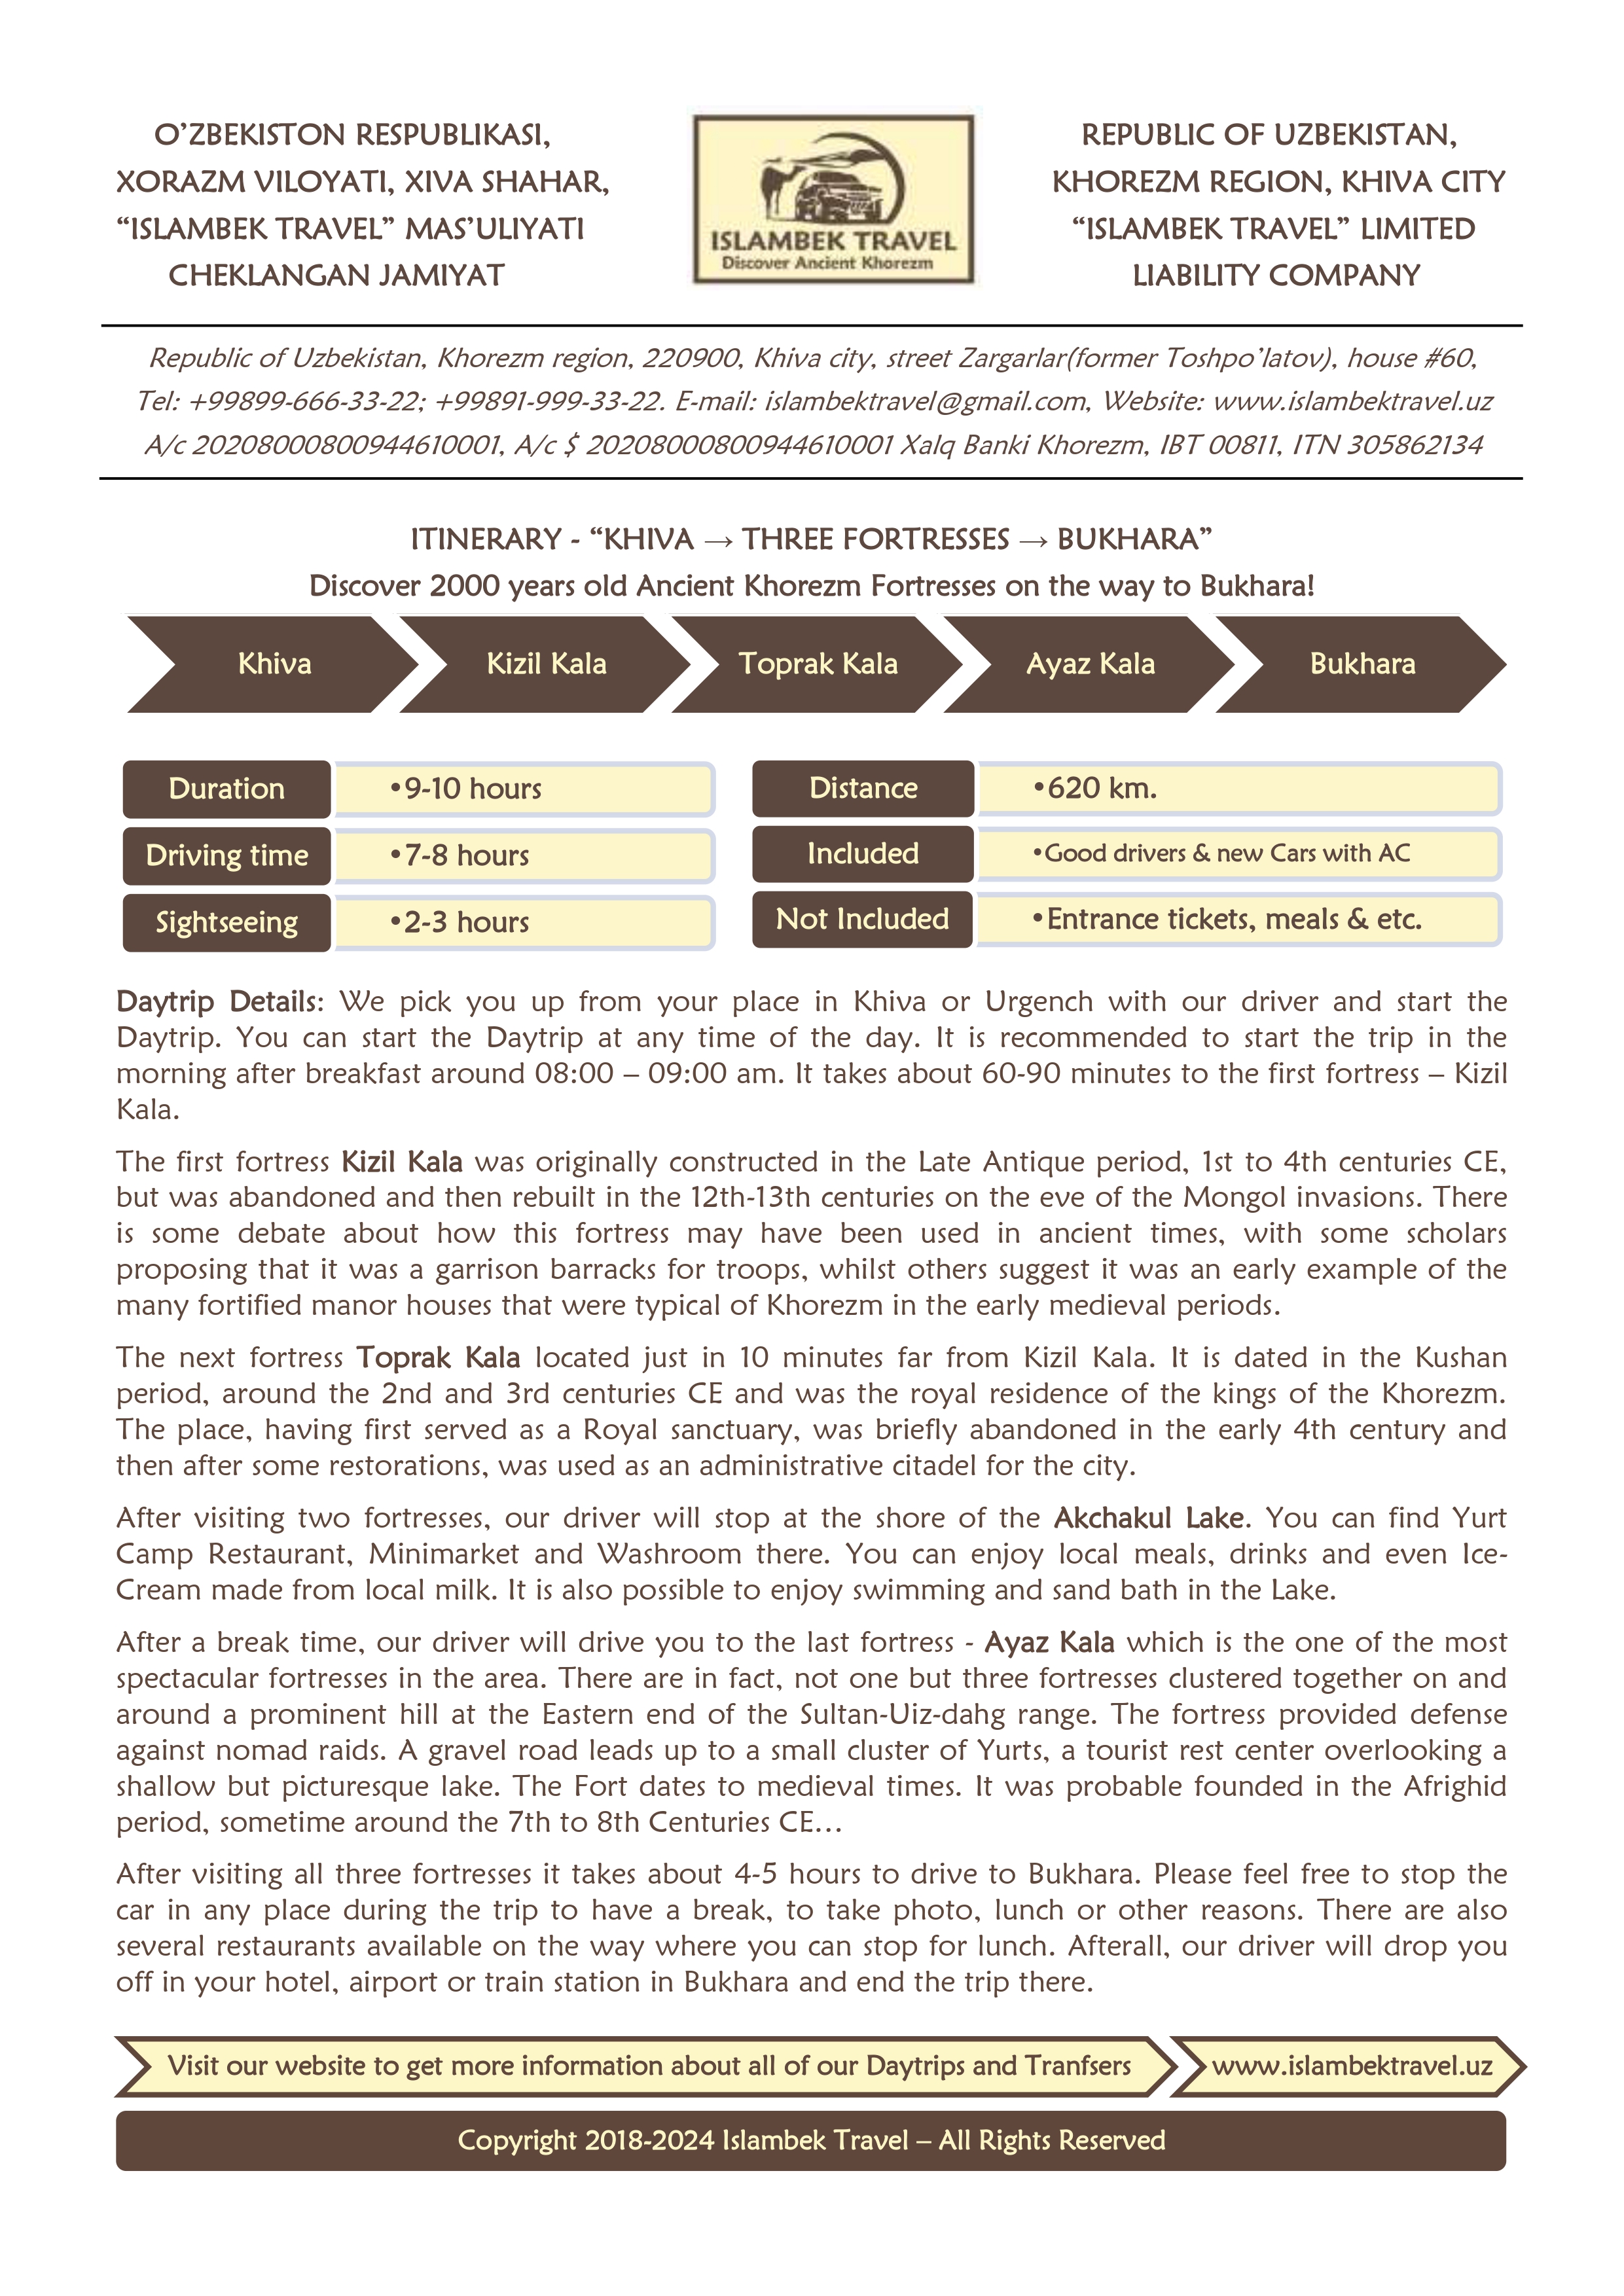 O’ZBEKISTON RESPUBLIKASI,
XORAZM VILOYATI, XIVA SHAHAR,
“ISLAMBEK TRAVEL” MAS’ULIYATI
CHEKLANGAN JAMIYAT
ISLAMBEK TRAVEL
Discover Ancient Khorezm
REPUBLIC OF UZBEKISTAN,
KHOREZM REGION, KHIVA CITY
“ISLAMBEK TRAVEL” LIMITED
LIABILITY COMPANY
Republic of Uzbekistan, Khorezm region, 220900, Khiva city, street Zargarlar(former Toshpo’latov), house #60,
Tel: +99899-666-33-22; +99891-999-33-22. E-mail: islambektravel@gmail.com, Website: www.islambektravel.uz
A/c 20208000800944610001, A/c $ 20208000800944610001 Xalq Banki Khorezm, IBT 00811, ITN 305862134
ITINERARY - “KHIVA → THREE FORTRESSES → BUKHARA”
Discover 2000 years old Ancient Khorezm Fortresses on the way to Bukhara!
Khiva
Kizil Kala
Toprak Kala
Ayaz Kala
Bukhara
Duration •9-10 hours
Driving time •7-8 hours
Sightseeing •2-3 hours
Distance •620 km.
Included •Good drivers & new Cars with AC
Not Included •Entrance tickets, meals & etc.
Daytrip Details: We pick you up from your place in Khiva or Urgench with our driver and start the
Daytrip. You can start the Daytrip at any time of the day. It is recommended to start the trip in the
morning after breakfast around 08:00 – 09:00 am. It takes about 60-90 minutes to the first fortress – Kizil
Kala.
The first fortress Kizil Kala was originally constructed in the Late Antique period, 1st to 4th centuries CE,
but was abandoned and then rebuilt in the 12th-13th centuries on the eve of the Mongol invasions. There
is some debate about how this fortress may have been used in ancient times, with some scholars
proposing that it was a garrison barracks for troops, whilst others suggest it was an early example of the
many fortified manor houses that were typical of Khorezm in the early medieval periods.
The next fortress Toprak Kala located just in 10 minutes far from Kizil Kala. It is dated in the Kushan
period, around the 2nd and 3rd centuries CE and was the royal residence of the kings of the Khorezm.
The place, having first served as a Royal sanctuary, was briefly abandoned in the early 4th century and
then after some restorations, was used as an administrative citadel for the city.
After visiting two fortresses, our driver will stop at the shore of the Akchakul Lake. You can find Yurt
Camp Restaurant, Minimarket and Washroom there. You can enjoy local meals, drinks and even Ice-
Cream made from local milk. It is also possible to enjoy swimming and sand bath in the Lake.
After a break time, our driver will drive you to the last fortress - Ayaz Kala which is the one of the most
spectacular fortresses in the area. There are in fact, not one but three fortresses clustered together on and
around a prominent hill at the Eastern end of the Sultan-Uiz-dahg range. The fortress provided defense
against nomad raids. A gravel road leads up to a small cluster of Yurts, a tourist rest center overlooking a
shallow but picturesque lake. The Fort dates to medieval times. It was probable founded in the Afrighid
period, sometime around the 7th to 8th Centuries CE…
After visiting all three fortresses it takes about 4-5 hours to drive to Bukhara. Please feel free to stop the
car in any place during the trip to have a break, to take photo, lunch or other reasons. There are also
several restaurants available on the way where you can stop for lunch. Afterall, our driver will drop you
off in your hotel, airport or train station in Bukhara and end the trip there.
Visit our website to get more information about all of our Daytrips and Tranfsers
www.islambektravel.uz
Copyright 2018-2024 Islambek Travel – All Rights Reserved